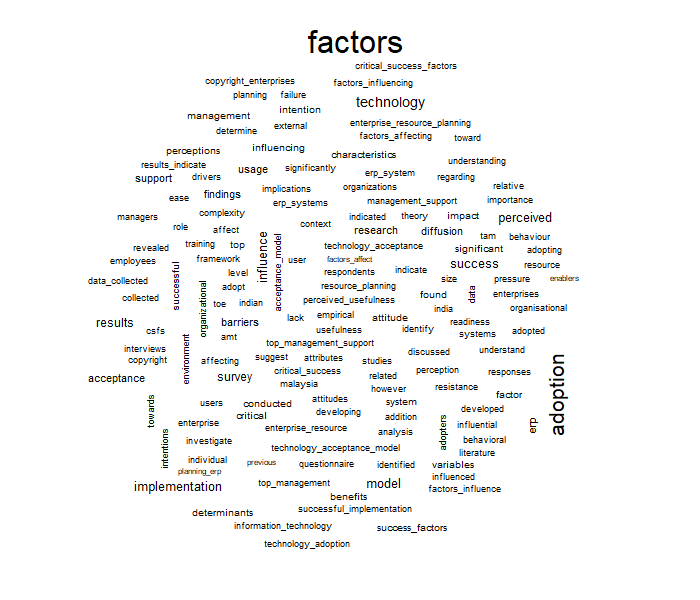 factors
critical_success_factors
copyright_enterprises
factors_influencing
planning
failure
technology
intention
management
enterprise_resource_planning
external
determine
factors_affecting
toward
perceptions
influencing
characteristics
understanding
results_indicate
usage
significantly
erp_system
regarding
support
drivers
implications
organizations
relative
ease
findings
erp_systems
management_support
importance
managers
complexity
indicated
theory
impact
perceived
role
affect
context
research
diffusion
tam
behaviour
revealed
training
top
influence
acceptance_model
user
technology_acceptance
significant
adopting
employees
framework
factors_affect
success
resource
data_collected
successful
level
respondents
indicate
size
pressure
enablers
organizational
adopt
resource_planning
data
collected
toe
indian
perceived_usefulness
found
enterprises
india
organisational
results
barriers
lack
empirical
attitude
readiness
csfs
amt
usefulness
identify
systems
adopted
interviews
top_management_support
discussed
understand
copyright
environment
affecting
suggest
attributes
studies
acceptance
survey
critical_success
related
perception
responses
malaysia
however
resistance
adoption
towards
users
conducted
attitudes
system
factor
critical
developing
addition
developed
enterprise
enterprise_resource
analysis
adopters
influential
erp
intentions
investigate
behavioral
technology_acceptance_model
literature
individual
previous
questionnaire
identified
variables
planning_erp
influenced
implementation
top_management
model
factors_influence
benefits
determinants
successful_implementation
information_technology
success_factors
technology_adoption